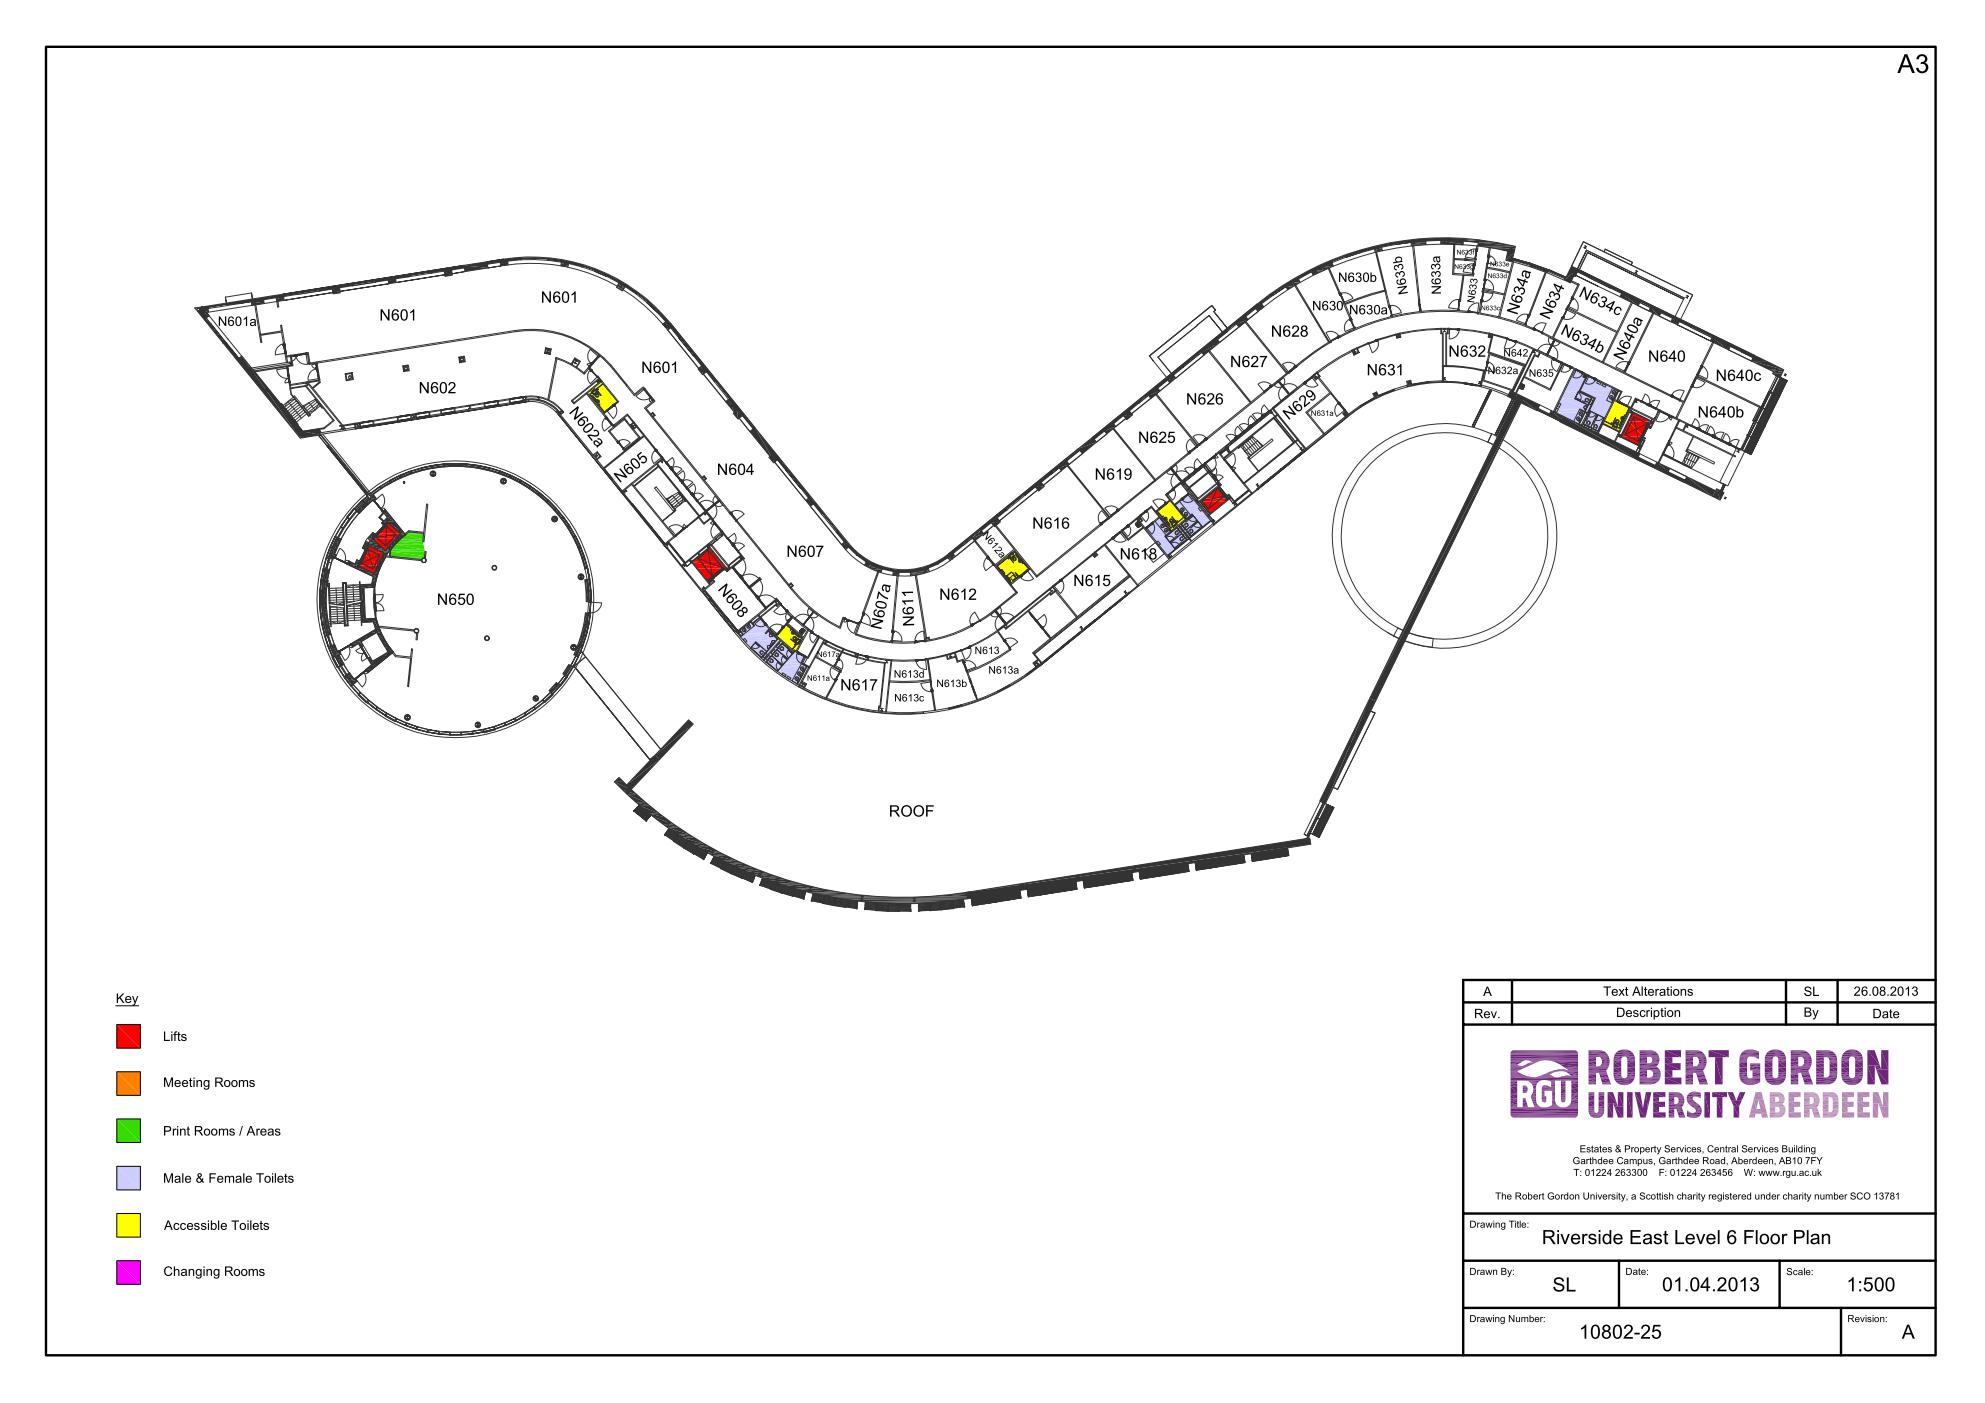 A3
N601a
N601
N601
N601
N602
N602a
N605
N604
N607
N608
N650
N607a
N611
N612
N612a
N617a
N611a
N617
N613d
N613c
N613b
N613
N613a
N616
N615
N618
N619
N625
N626
N627
N628
N629
N631a
N631
N630
N630b
N630a
N633b
N633a
N633
N633e
N633d
N633c
N632
N642
N632a
N635
N634a
N634
N634c
N634b
N640a
N640
N640c
N640b
ROOF
Key
Lifts
Meeting Rooms
Print Rooms / Areas
Male & Female Toilets
Accessible Toilets
Changing Rooms
A Text Alterations SL 26.08.2013
Rev. Description By Date
RGU
ROBERT GORDON
UNIVERSITY ABERDEEN
Estates & Property Services, Central Services Building
Garthdee Campus, Garthdee Road, Aberdeen, AB10 7FY
T: 01224 263300 F: 01224 263456 W: www.rgu.ac.uk
The Robert Gordon University, a Scottish charity registered under charity number SCO 13781
Drawing Title: Riverside East Level 6 Floor Plan
Drawn By: SL Date: 01.04.2013 Scale: 1:500
Drawing Number: 10802-25 Revision: A